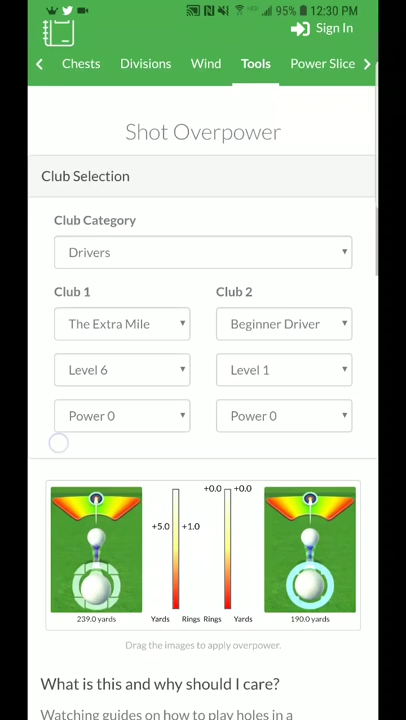 95% 12:30 PM
Sign In
Chests Divisions Wind Tools Power Slice
Shot Overpower
Club Selection
Club Category
Drivers
Club 1 Club 2
The Extra Mile Beginner Driver
Level 6 Level 1
Power 0 Power 0
+0.0 +0.0
+5.0 +1.0
239.0 yards Yards Rings Rings Yards 190.0 yards
Drag the images to apply overpower.
What is this and why should I care?
Watching guides on how to play holes in a